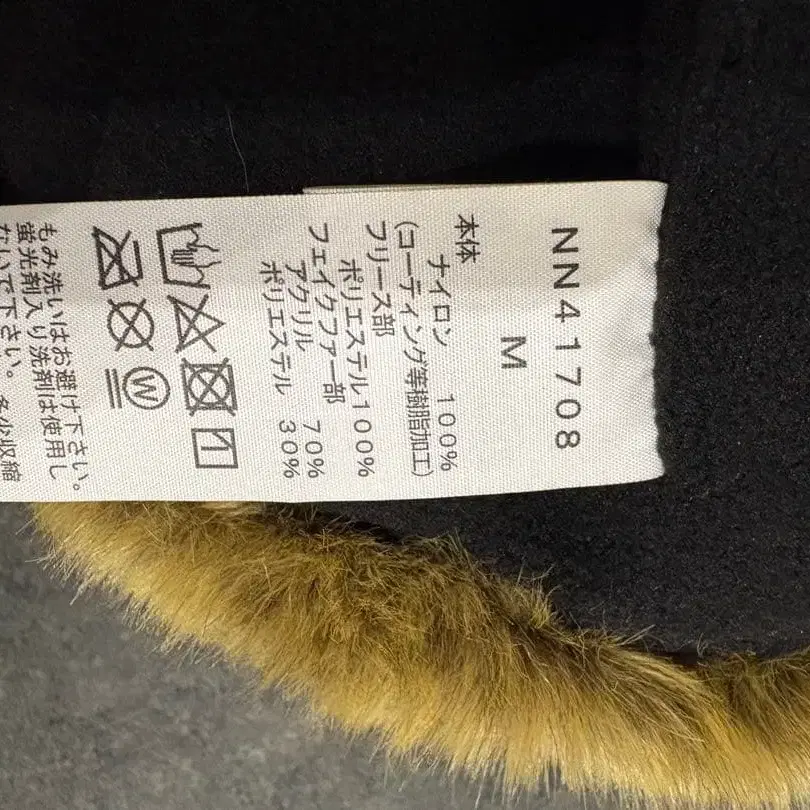 NN41708
M
本体
ナイロン 100%
(コーティング等樹脂加工)
フリース部
ポリエステル100%
フェイクファー部
アクリル 70%
ポリエステル 30%
W
もみ洗いはお避け下さい。
蛍光剤入り洗剤は使用し
ないで下さい。多少収縮